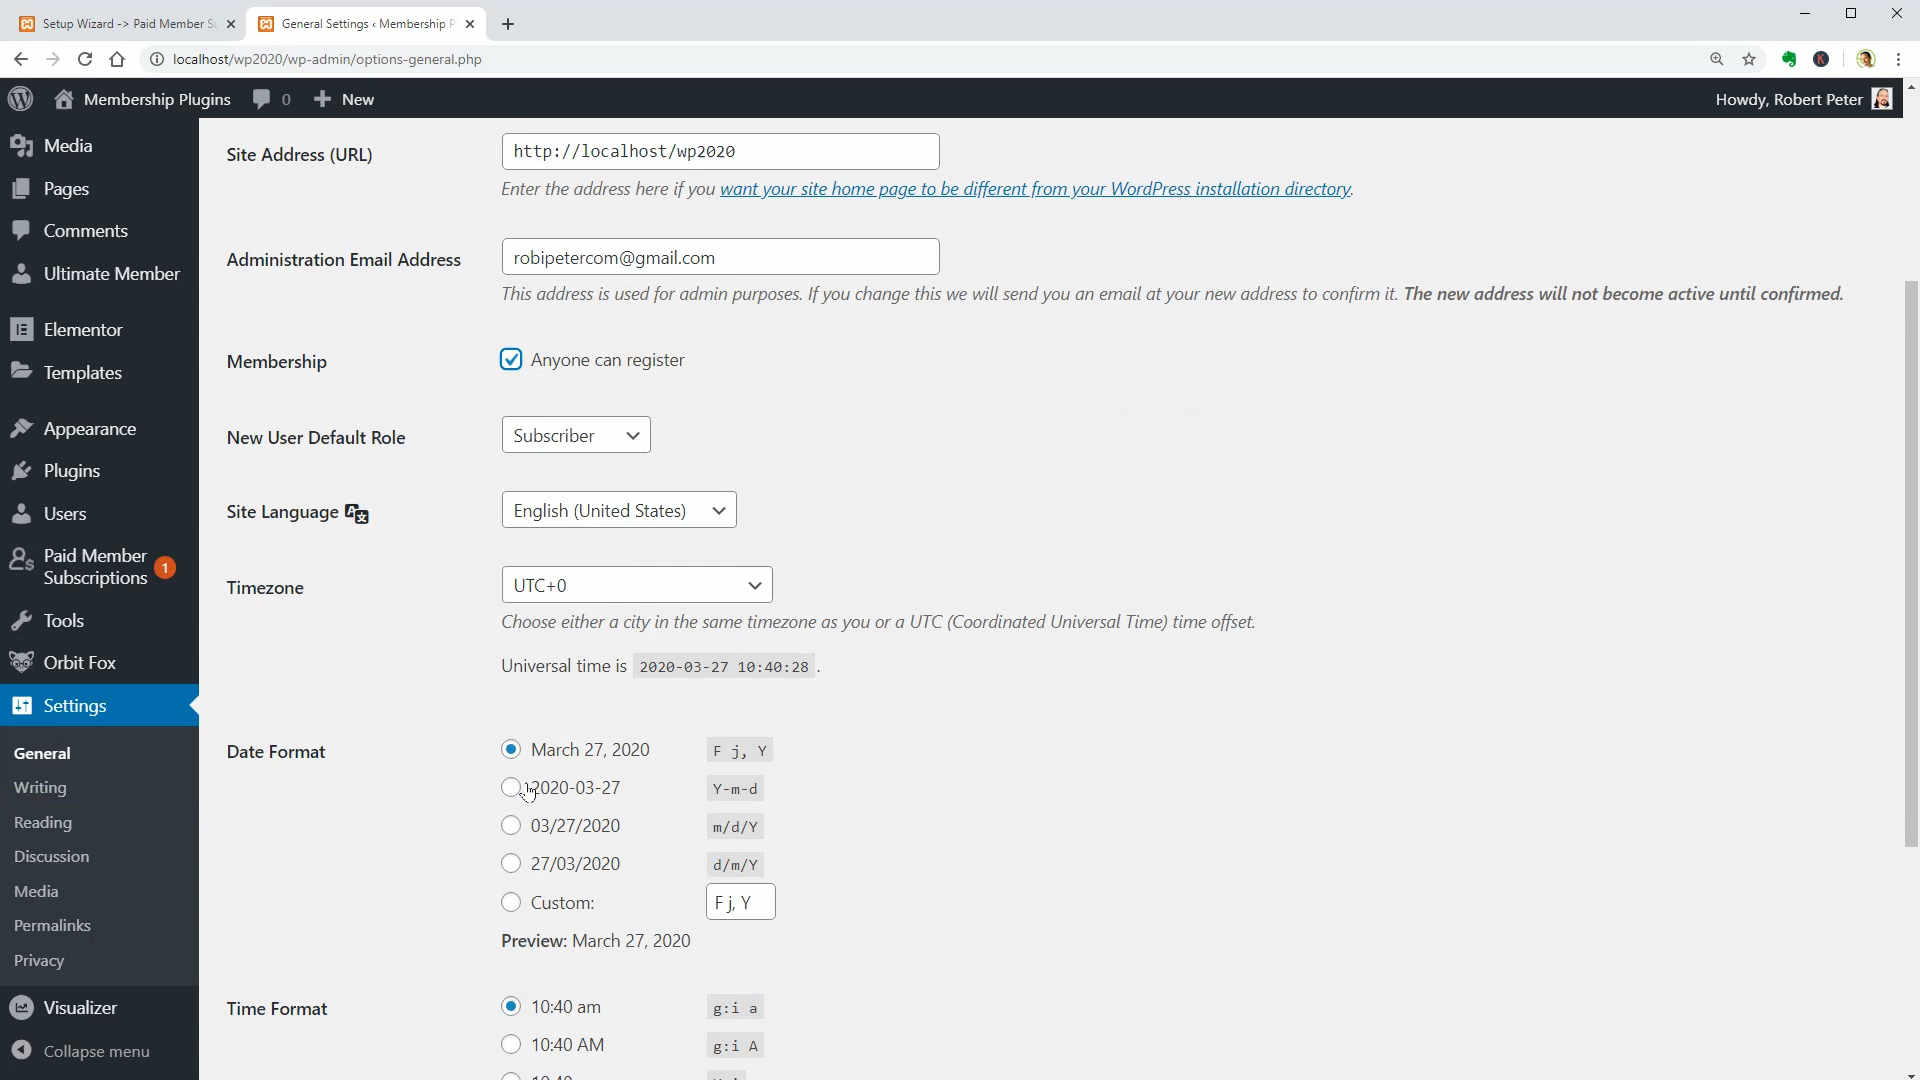 Setup Wizard -> Paid Member Su
General Settings ‹ Membership P
localhost/wp2020/wp-admin/options-general.php
Membership Plugins
0
New
Howdy, Robert Peter
Media
Pages
Comments
Ultimate Member
Elementor
Templates
Appearance
Plugins
Users
Paid Member
Subscriptions
1
Tools
Orbit Fox
Settings
General
Writing
Reading
Discussion
Media
Permalinks
Privacy
Visualizer
Collapse menu
Site Address (URL)
http://localhost/wp2020
Enter the address here if you want your site home page to be different from your WordPress installation directory.
Administration Email Address
robipetercom@gmail.com
This address is used for admin purposes. If you change this we will send you an email at your new address to confirm it. The new address will not become active until confirmed.
Membership
Anyone can register
New User Default Role
Subscriber
Site Language
English (United States)
Timezone
UTC+0
Choose either a city in the same timezone as you or a UTC (Coordinated Universal Time) time offset.
Universal time is 2020-03-27 10:40:28 .
Date Format
March 27, 2020 F j, Y
2020-03-27 Y-m-d
03/27/2020 m/d/Y
27/03/2020 d/m/Y
Custom: F j, Y
Preview: March 27, 2020
Time Format
10:40 am g:i a
10:40 AM g:i A